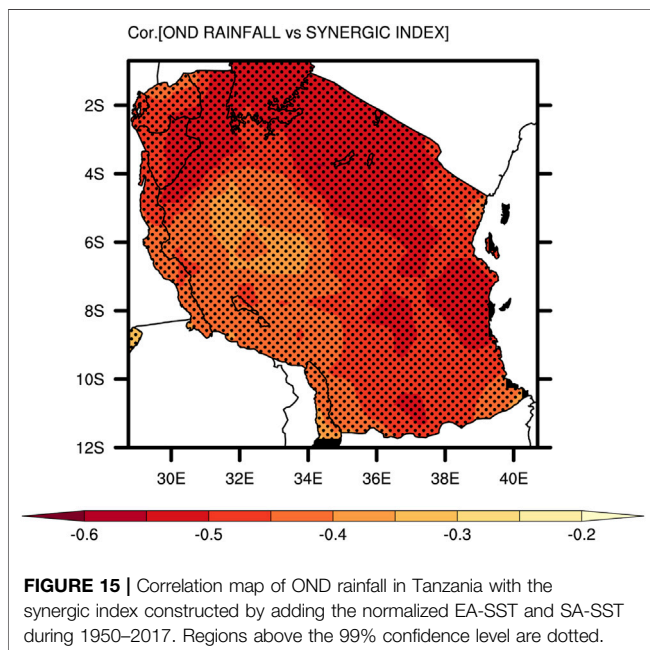 Cor.[OND RAINFALL vs SYNERGIC INDEX]
2S
4S
6S
8S
10S
12S
30E 32E 34E 36E 38E 40E
-0.6 -0.5 -0.4 -0.3 -0.2
FIGURE 15 | Correlation map of OND rainfall in Tanzania with the
synergic index constructed by adding the normalized EA-SST and SA-SST
during 1950–2017. Regions above the 99% confidence level are dotted.